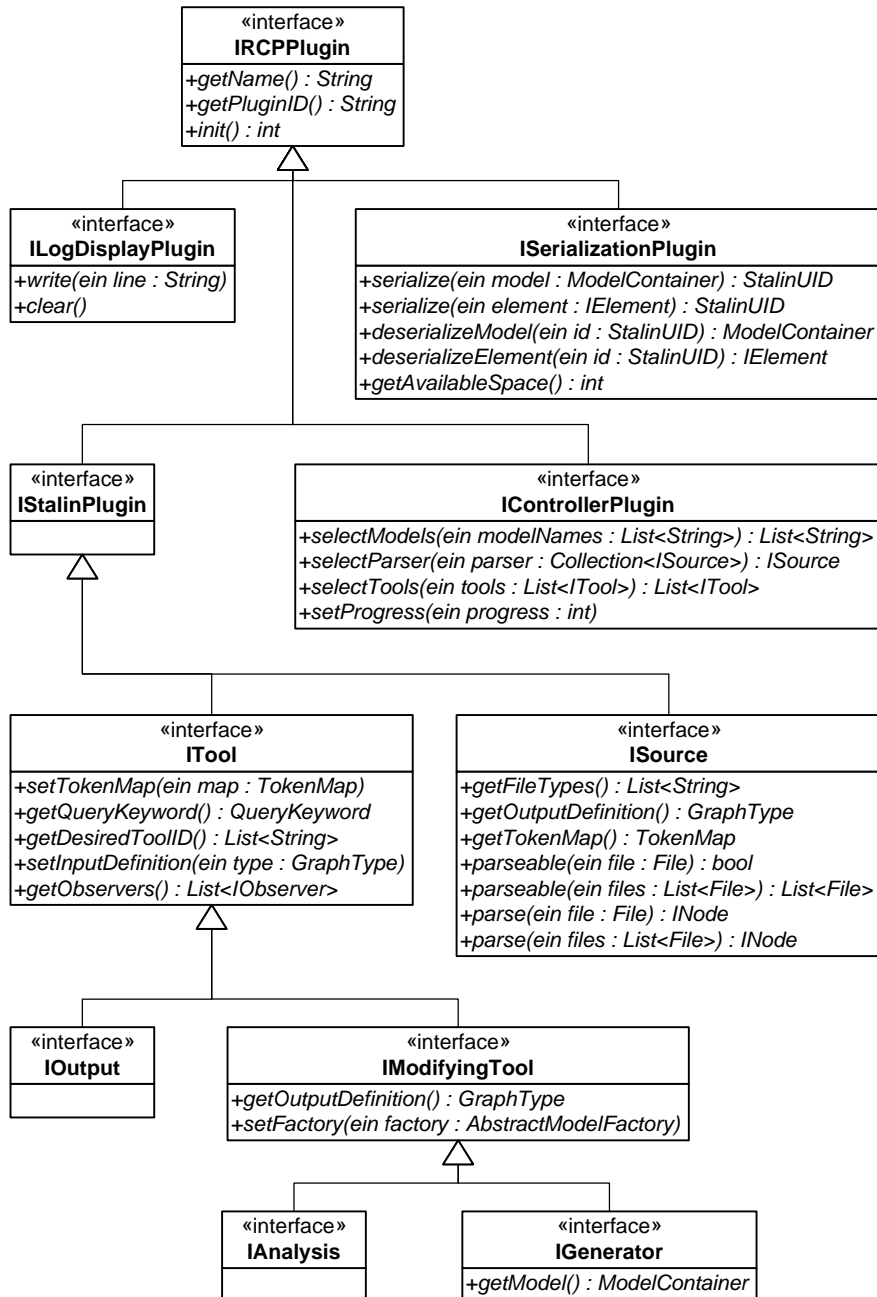 «interface»
IRCPPlugin
+getName() : String
+getPluginID() : String
+init() : int
«interface»
ILogDisplayPlugin
+write(ein line : String)
+clear()
«interface»
ISerializationPlugin
+serialize(ein model : ModelContainer) : StalinUID
+serialize(ein element : IElement) : StalinUID
+deserializeModel(ein id : StalinUID) : ModelContainer
+deserializeElement(ein id : StalinUID) : IElement
+getAvailableSpace() : int
«interface»
IStalinPlugin
«interface»
IControllerPlugin
+selectModels(ein modelNames : List<String>) : List<String>
+selectParser(ein parser : Collection<ISource>) : ISource
+selectTools(ein tools : List<ITool>) : List<ITool>
+setProgress(ein progress : int)
«interface»
ITool
+setTokenMap(ein map : TokenMap)
+getQueryKeyword() : QueryKeyword
+getDesiredToolID() : List<String>
+setInputDefinition(ein type : GraphType)
+getObservers() : List<IObserver>
«interface»
ISource
+getFileTypes() : List<String>
+getOutputDefinition() : GraphType
+getTokenMap() : TokenMap
+parseable(ein file : File) : bool
+parseable(ein files : List<File>) : List<File>
+parse(ein file : File) : INode
+parse(ein files : List<File>) : INode
«interface»
IOutput
«interface»
IModifyingTool
+getOutputDefinition() : GraphType
+setFactory(ein factory : AbstractModelFactory)
«interface»
IAnalysis
«interface»
IGenerator
+getModel() : ModelContainer